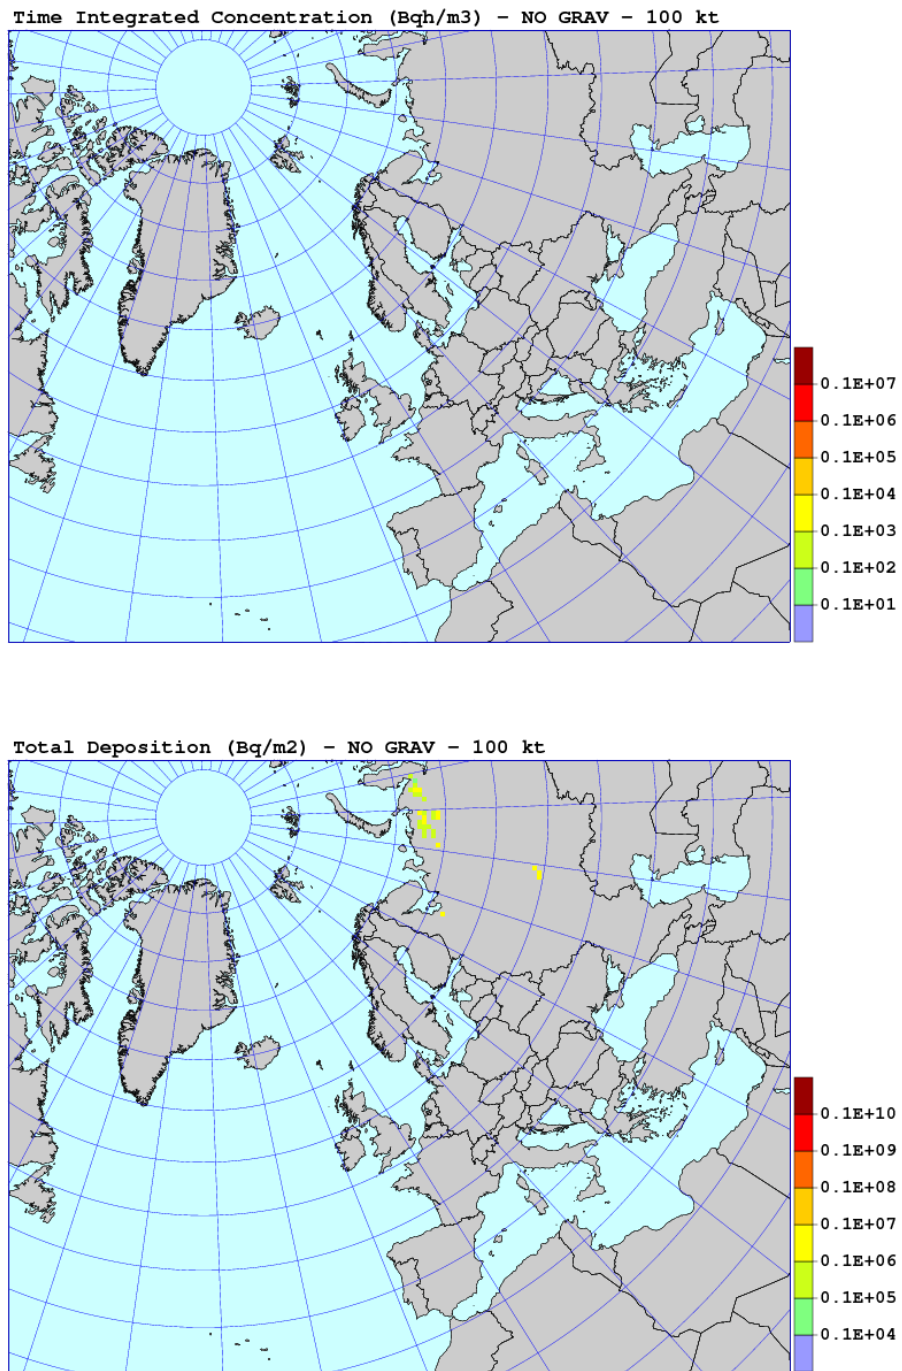 Time Integrated Concentration (Bqh/m3) – NO GRAV – 100 kt
0.1E+07
0.1E+06
0.1E+05
0.1E+04
0.1E+03
0.1E+02
0.1E+01
Total Deposition (Bq/m2) – NO GRAV – 100 kt
0.1E+10
0.1E+09
0.1E+08
0.1E+07
0.1E+06
0.1E+05
0.1E+04